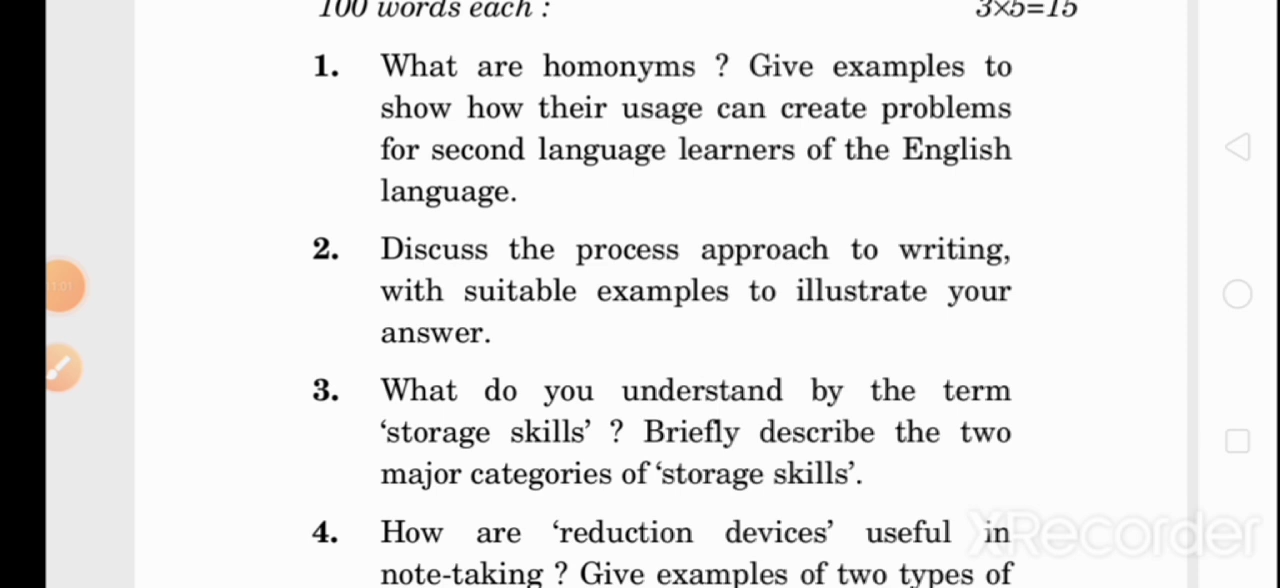 100 words each : 3×5=15
1. What are homonyms ? Give examples to
show how their usage can create problems
for second language learners of the English
language.
2. Discuss the process approach to writing,
with suitable examples to illustrate your
answer.
3. What do you understand by the term
‘storage skills’ ? Briefly describe the two
major categories of ‘storage skills’.
4. How are ‘reduction devices’ useful in
note-taking ? Give examples of two types of
XRecorder